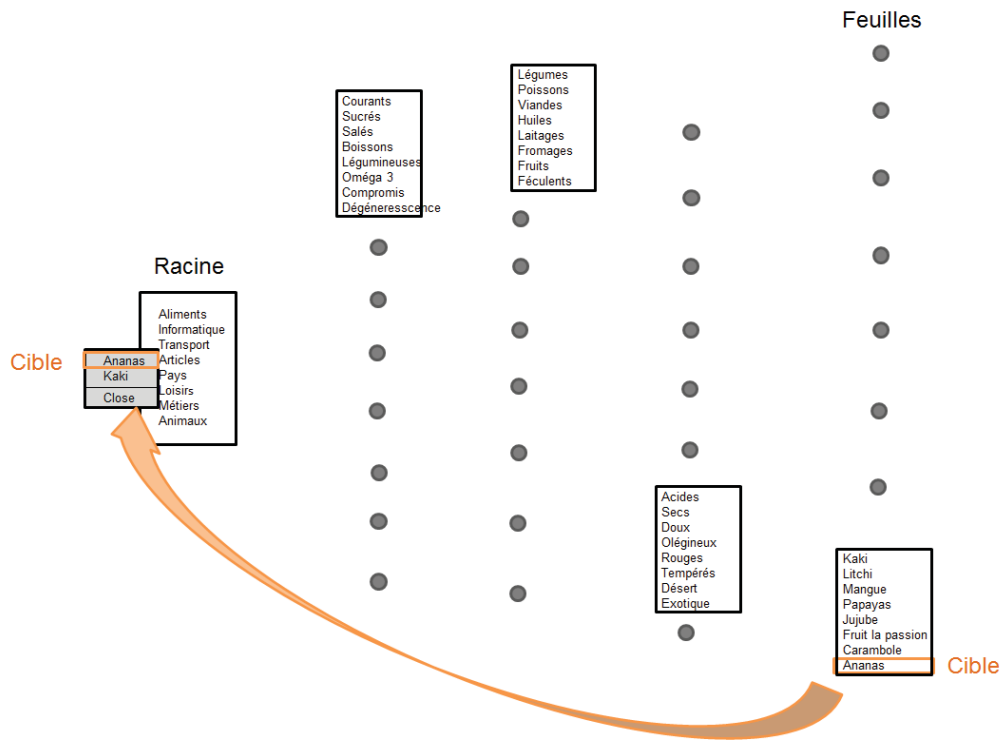 Feuilles
Légumes
Poissons
Viandes
Huiles
Laitages
Fromages
Fruits
Féculents
Courants
Sucrés
Salés
Boissons
Légumineuses
Oméga 3
Compromis
Dégéneresscence
Racine
Aliments
Informatique
Transport
Articles
Pays
Loisirs
Métiers
Animaux
Cible
Ananas
Kaki
Close
Acides
Secs
Doux
Olégineux
Rouges
Tempérés
Désert
Exotique
Kaki
Litchi
Mangue
Papayas
Jujube
Fruit la passion
Carambole
Ananas
Cible